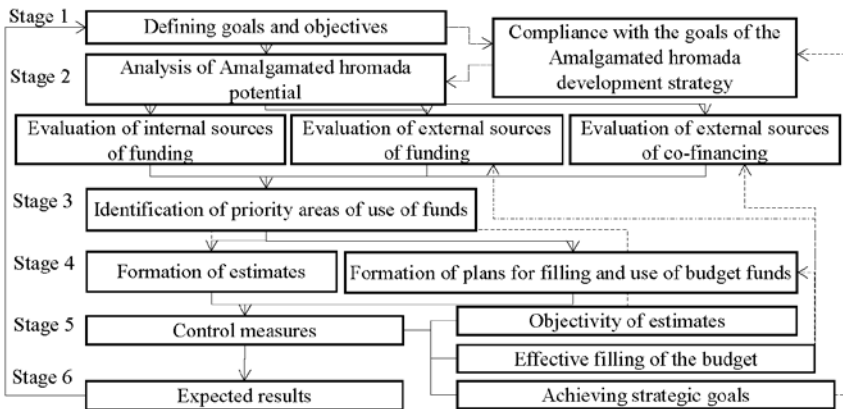 Stage 1
Defining goals and objectives
Compliance with the goals of the
Amalgamated hromada
development strategy
Stage 2
Analysis of Amalgamated hromada
potential
Evaluation of internal sources
of funding
Evaluation of external sources
of funding
Evaluation of external sources
of co-financing
Stage 3
Identification of priority areas of use of funds
Stage 4
Formation of estimates
Formation of plans for filling and use of budget funds
Stage 5
Control measures
Objectivity of estimates
Effective filling of the budget
Stage 6
Expected results
Achieving strategic goals